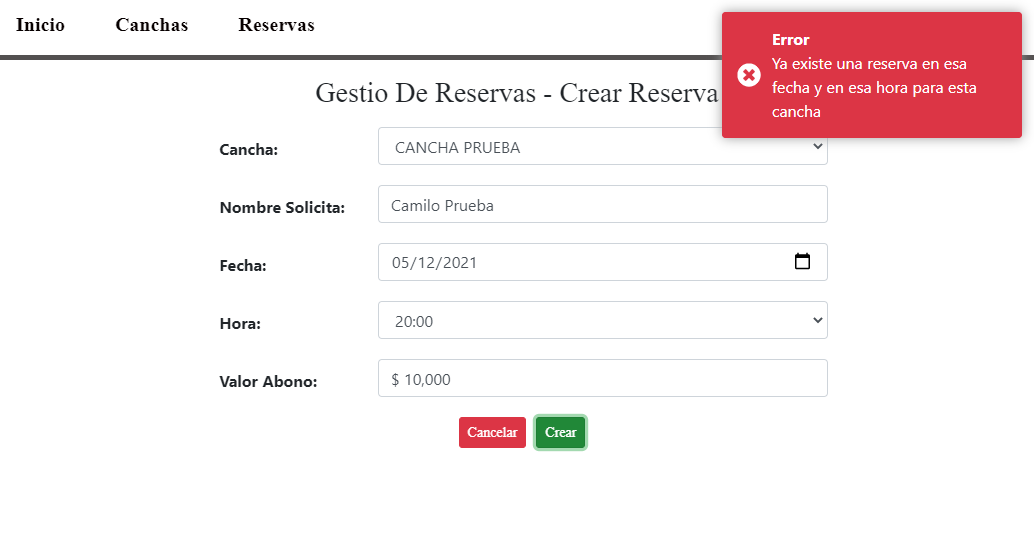 Inicio Canchas Reservas
Error
Ya existe una reserva en esa
fecha y en esa hora para esta
cancha
Gestio De Reservas - Crear Reserva
Cancha: CANCHA PRUEBA
Nombre Solicita: Camilo Prueba
Fecha: 05/12/2021
Hora: 20:00
Valor Abono: $ 10,000
Cancelar Crear